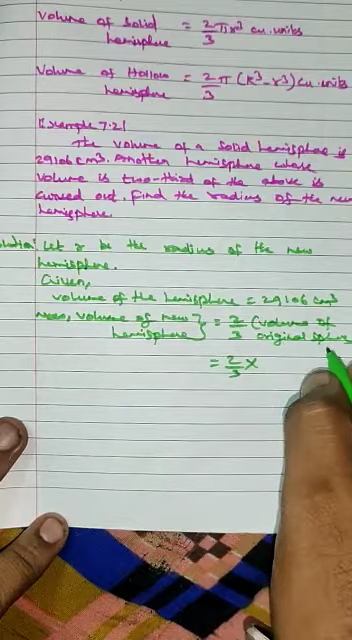 Volume of Solid hemisphere = 2/3 πr³ cu.units
Volume of Hollow hemisphere = 2/3 π (R³-r³) cu.units
Example 7.21
The volume of a solid hemisphere is
29106 cm³. Another hemisphere whose
volume is two-third of the above is
carved out. Find the radius of the new
hemisphere.
Let r be the radius of the new
hemisphere.
Given,
volume of the hemisphere = 29106 cm³
Now, volume of new hemisphere } = 2/3 (volume of original sphere
= 2/3 X